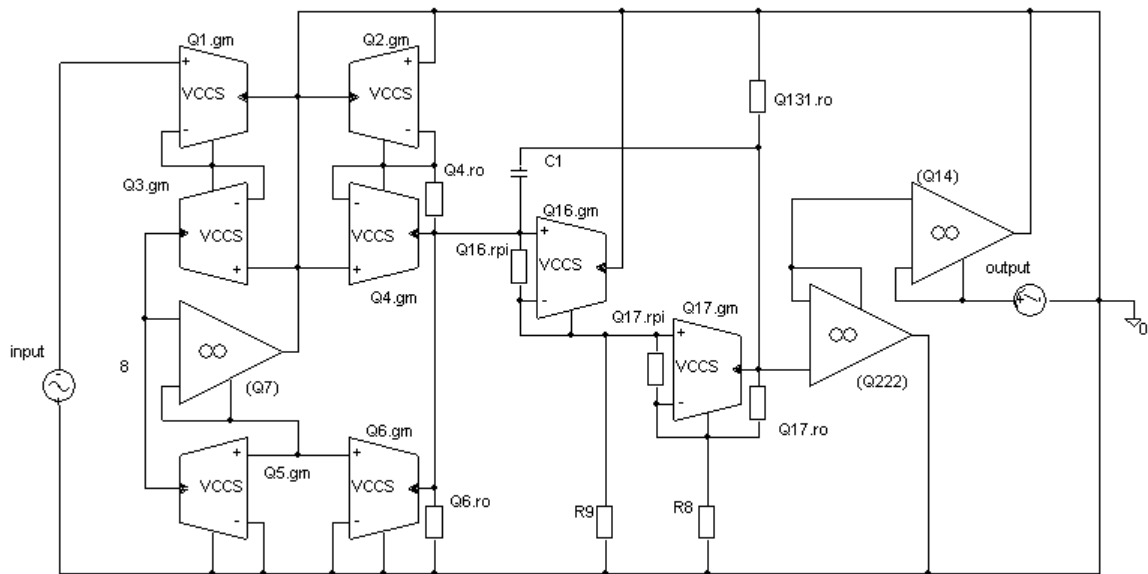 Q1.gm
Q2.gm
+
+
VCCS
VCCS
Q131.ro
-
-
C1
Q3.gm
Q4.ro
(Q14)
-
-
Q16.gm
VCCS
VCCS
+
Q16.rpi
∞
+
+
VCCS
output
Q4.gm
-
Q17.gm
Q17.rpi
+
0
input
8
∞
∞
VCCS
(Q7)
-
(Q222)
Q6.gm
Q17.ro
+
+
Q5.gm
VCCS
VCCS
Q6.ro
R9
R8
-
-